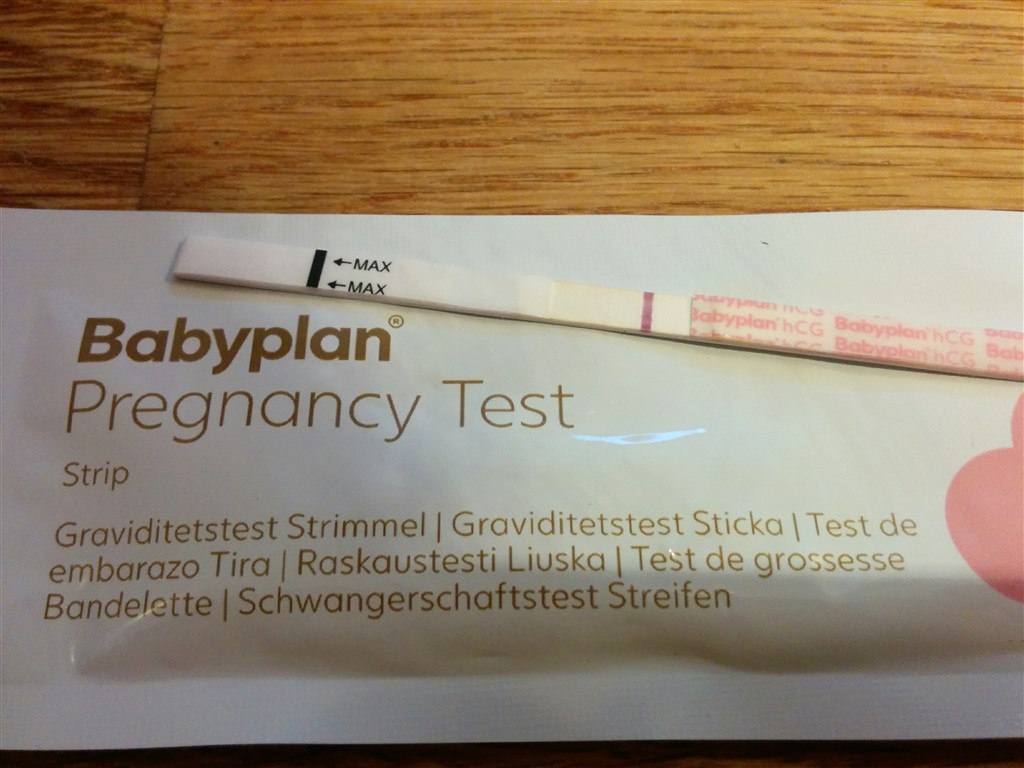 ←MAX
←MAX
Babyplan hCG
Babyplan hCG Babyplan hCG
Babyplan hCG
Babyplan®
Pregnancy Test
Strip
Graviditetstest Strimmel | Graviditetstest Sticka | Test de
embarazo Tira | Raskaustesti Liuska | Test de grossesse
Bandelette | Schwangerschaftstest Streifen